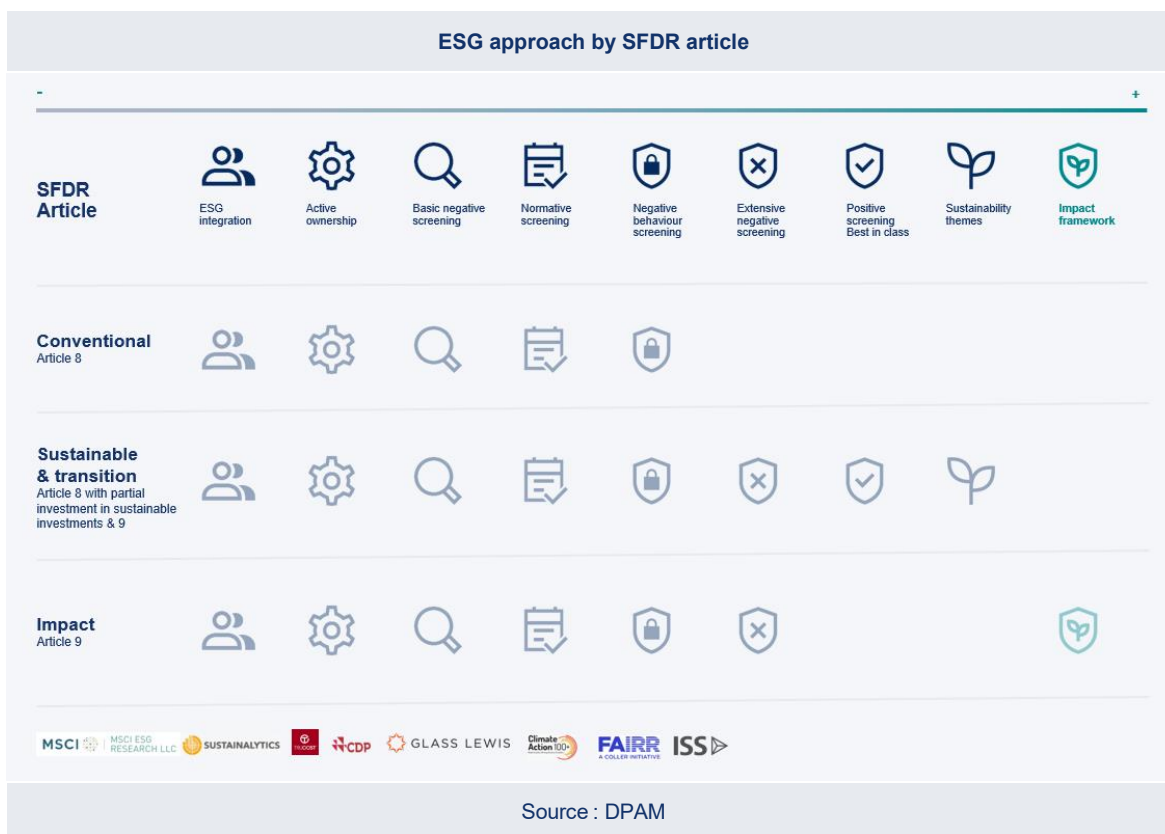 ESG approach by SFDR article
-
+
SFDR
Article
ESG
integration
Active
ownership
Basic negative
screening
Normative
screening
Negative
behaviour
screening
Extensive
negative
screening
Positive
screening
Best in class
Sustainability
themes
Impact
framework
Conventional
Article 8
Sustainable
& transition
Article 8 with partial
investment in sustainable
investments & 9
Impact
Article 9
MSCI
MSCI ESG
RESEARCH LLC
SUSTAINALYTICS
TRUCOST
CDP
GLASS LEWIS
Climate
Action 100+
FAIRR
A COLLER INITIATIVE
ISS
Source : DPAM